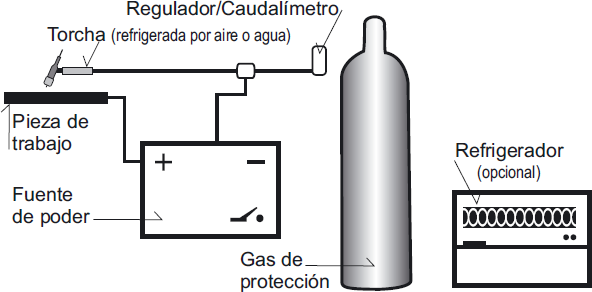 Regulador/Caudalímetro
Torcha (refrigerada por aire o agua)
Pieza de
trabajo
+ −
Fuente
de poder
Gas de
protección
Refrigerador
(opcional)